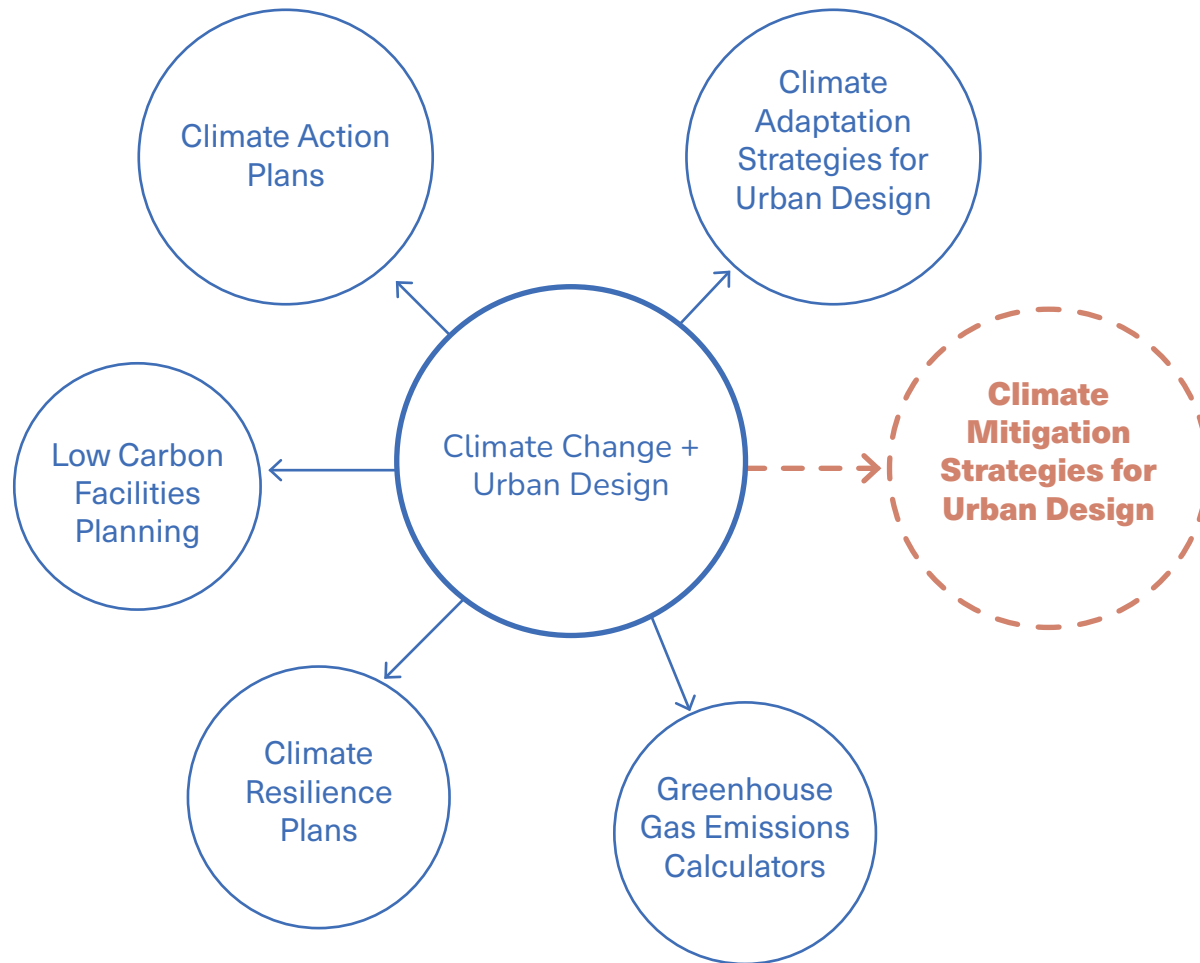 Climate Action
Plans
Climate
Adaptation
Strategies for
Urban Design
Climate Change +
Urban Design
Climate
Mitigation
Strategies for
Urban Design
Low Carbon
Facilities
Planning
Climate
Resilience
Plans
Greenhouse
Gas Emissions
Calculators